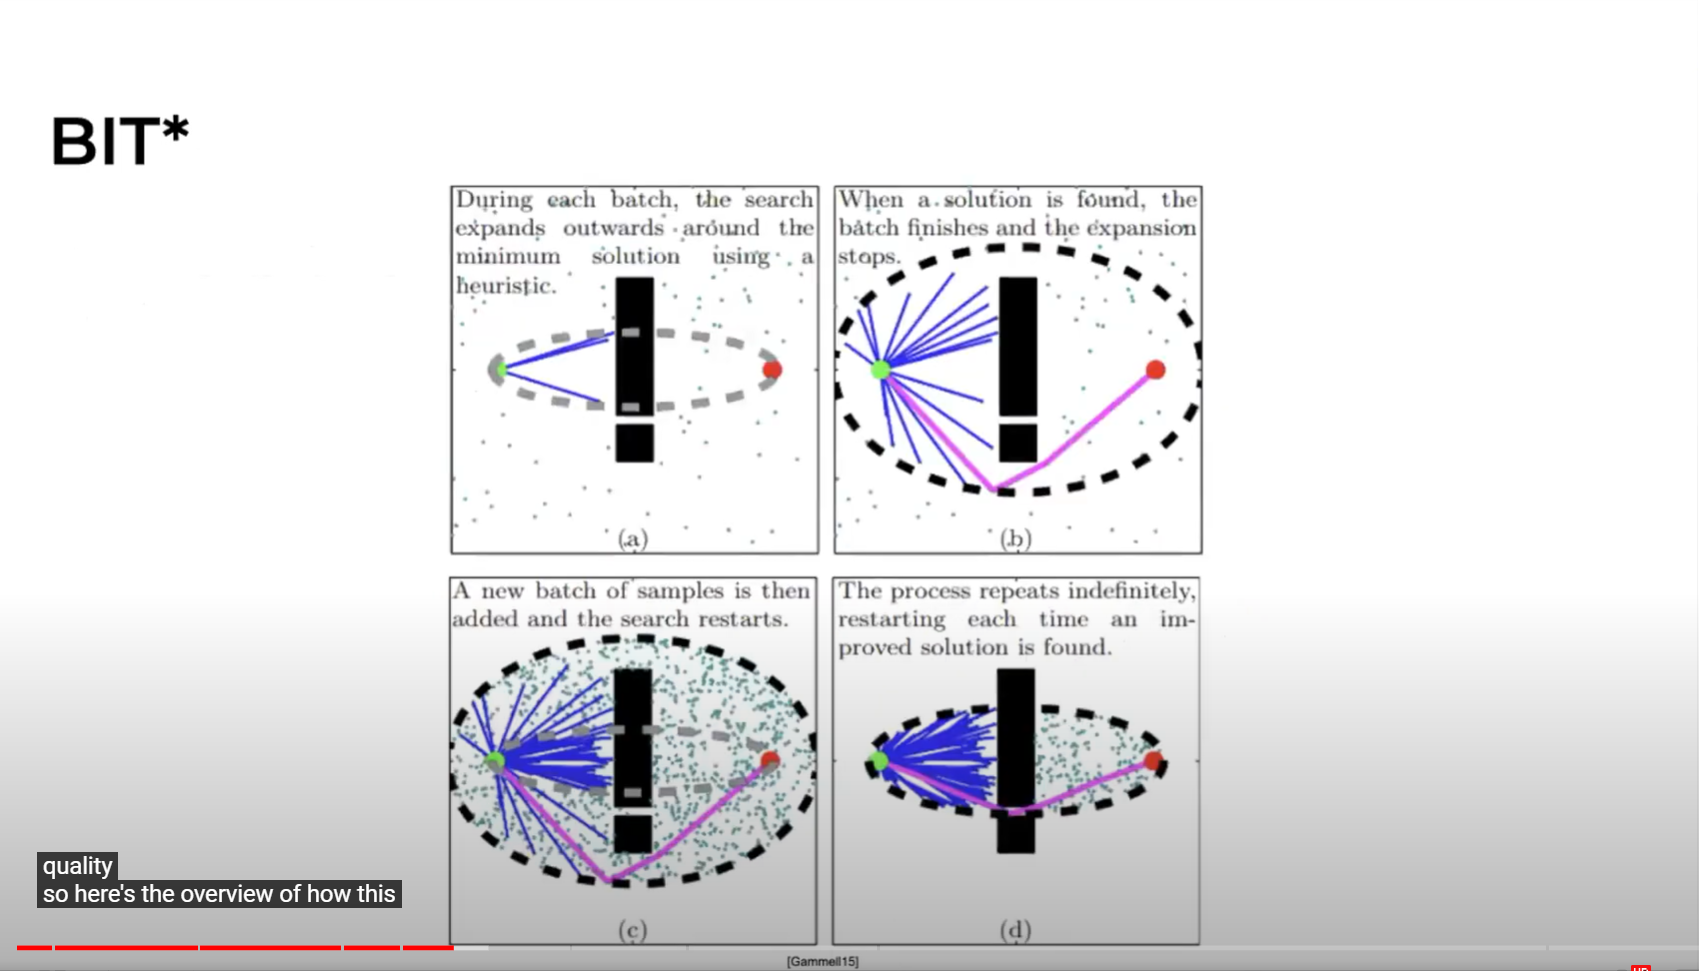 BIT*
During each batch, the search
expands outwards around the
minimum solution using a
heuristic.
(a)
When a solution is found, the
batch finishes and the expansion
stops.
(b)
A new batch of samples is then
added and the search restarts.
(c)
The process repeats indefinitely,
restarting each time an im-
proved solution is found.
(d)
quality
so here's the overview of how this
[Gammell15]